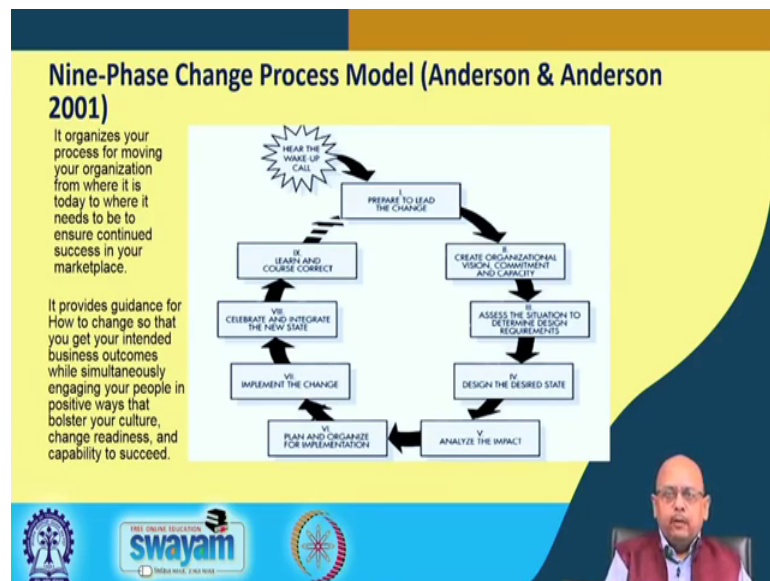 Nine-Phase Change Process Model (Anderson & Anderson
2001)
It organizes your
process for moving
your organization
from where it is
today to where it
needs to be to
ensure continued
success in your
marketplace.
It provides guidance for
How to change so that
you get your intended
business outcomes
while simultaneously
engaging your people in
positive ways that
bolster your culture,
change readiness, and
capability to succeed.
HEAR THE
WAKE-UP
CALL
I.
PREPARE TO LEAD
THE CHANGE
II.
CREATE ORGANIZATIONAL
VISION, COMMITMENT
AND CAPACITY
III.
ASSESS THE SITUATION TO
DETERMINE DESIGN
REQUIREMENTS
IV.
DESIGN THE DESIRED STATE
V.
ANALYZE THE IMPACT
VI.
PLAN AND ORGANIZE
FOR IMPLEMENTATION
VII.
IMPLEMENT THE CHANGE
VIII.
CELEBRATE AND INTEGRATE
THE NEW STATE
IX.
LEARN AND
COURSE CORRECT
FREE ONLINE EDUCATION
swayam